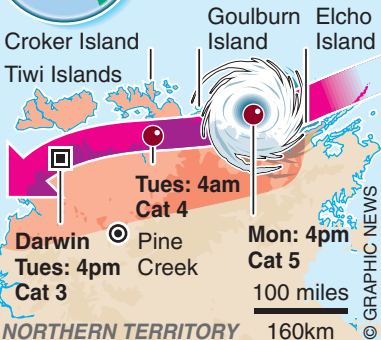 Goulburn Island
Elcho Island
Croker Island
Tiwi Islands
Tues: 4am
Cat 4
Mon: 4pm
Cat 5
Darwin
Tues: 4pm
Cat 3
Pine
Creek
100 miles
160km
NORTHERN TERRITORY
© GRAPHIC NEWS